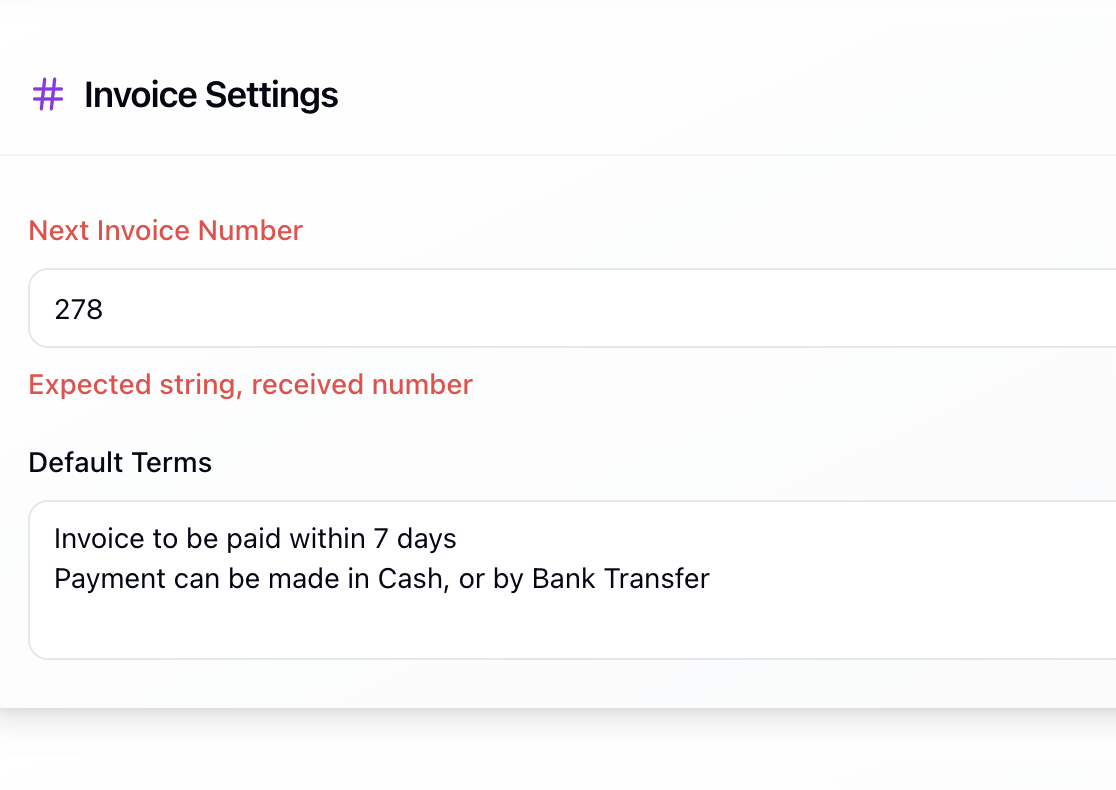 # Invoice Settings
Next Invoice Number
278
Expected string, received number
Default Terms
Invoice to be paid within 7 days
Payment can be made in Cash, or by Bank Transfer